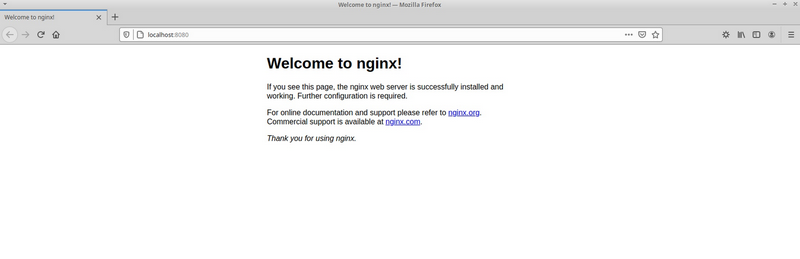 Welcome to nginx! — Mozilla Firefox
Welcome to nginx!
localhost:8080
Welcome to nginx!
If you see this page, the nginx web server is successfully installed and
working. Further configuration is required.
For online documentation and support please refer to nginx.org.
Commercial support is available at nginx.com.
Thank you for using nginx.